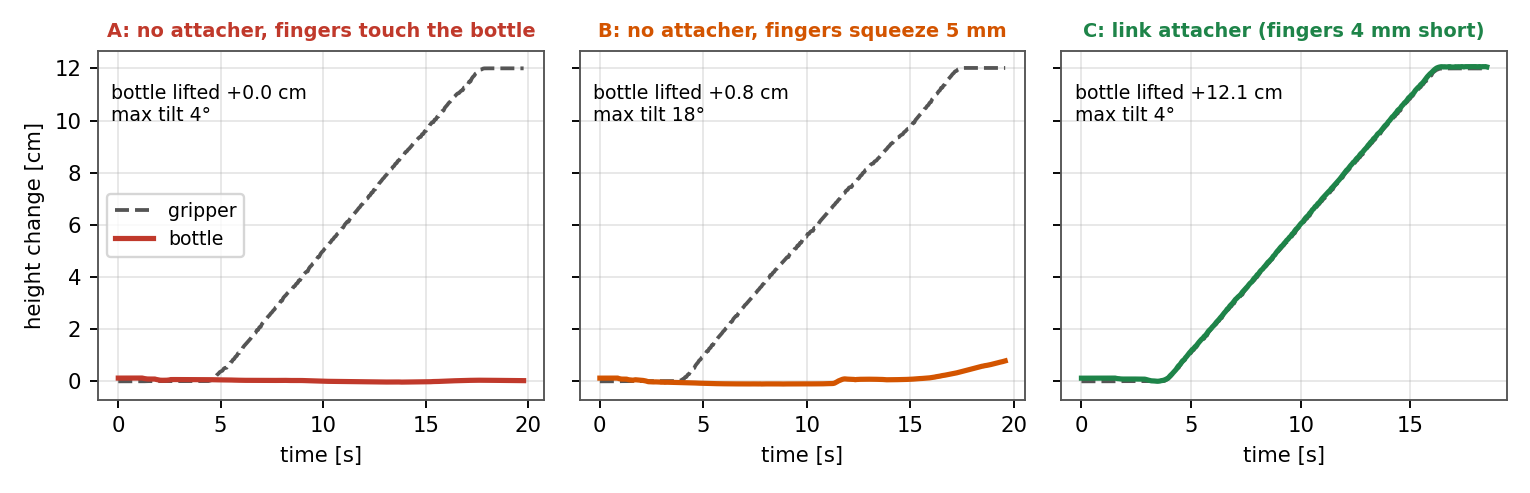 A: no attacher, fingers touch the bottle
B: no attacher, fingers squeeze 5 mm
C: link attacher (fingers 4 mm short)
height change [cm]
12
10
8
6
4
2
0
bottle lifted +0.0 cm
max tilt 4°
gripper
bottle
0 5 10 15 20
time [s]
bottle lifted +0.8 cm
max tilt 18°
0 5 10 15 20
time [s]
bottle lifted +12.1 cm
max tilt 4°
0 5 10 15
time [s]